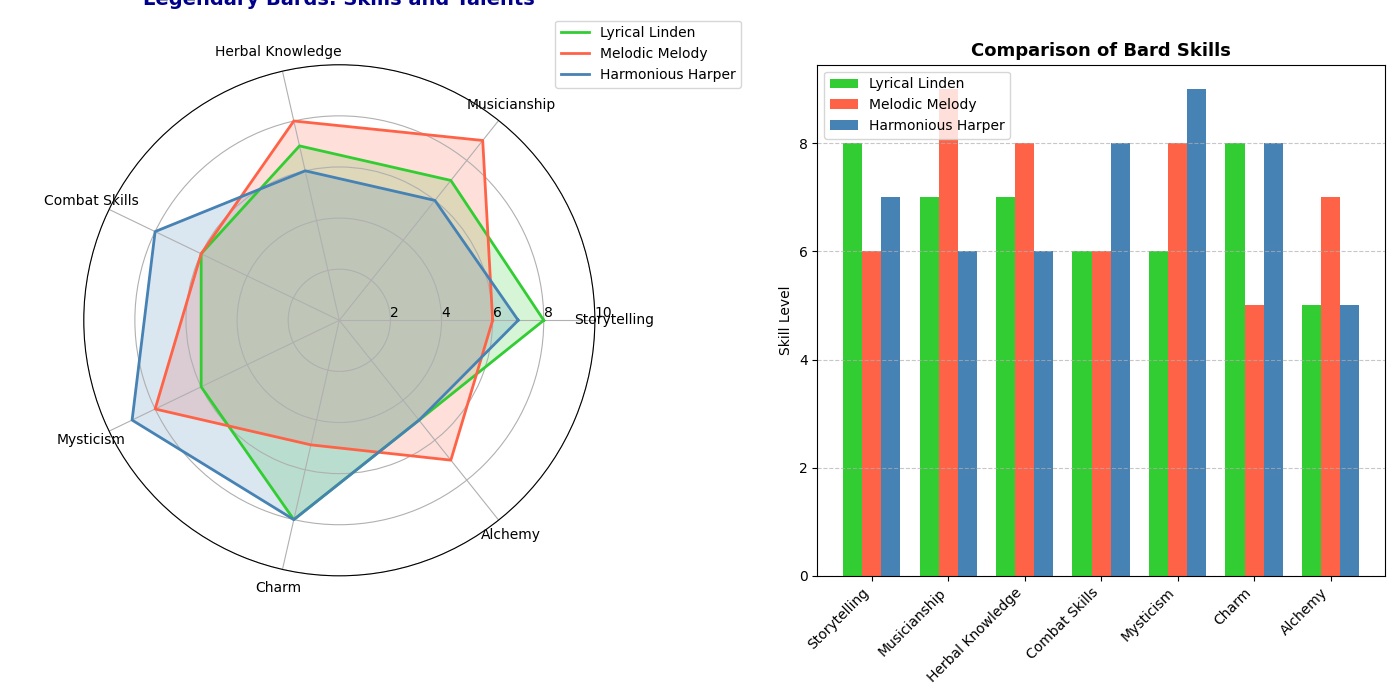 Legendary Bards: Skills and Talents
Lyrical Linden
Melodic Melody
Harmonious Harper
Herbal Knowledge
Musicianship
Combat Skills
Storytelling
Mysticism
Alchemy
Charm
2
4
6
8
10
Comparison of Bard Skills
Lyrical Linden
Melodic Melody
Harmonious Harper
Skill Level
8
6
4
2
0
Storytelling
Musicianship
Herbal Knowledge
Combat Skills
Mysticism
Charm
Alchemy